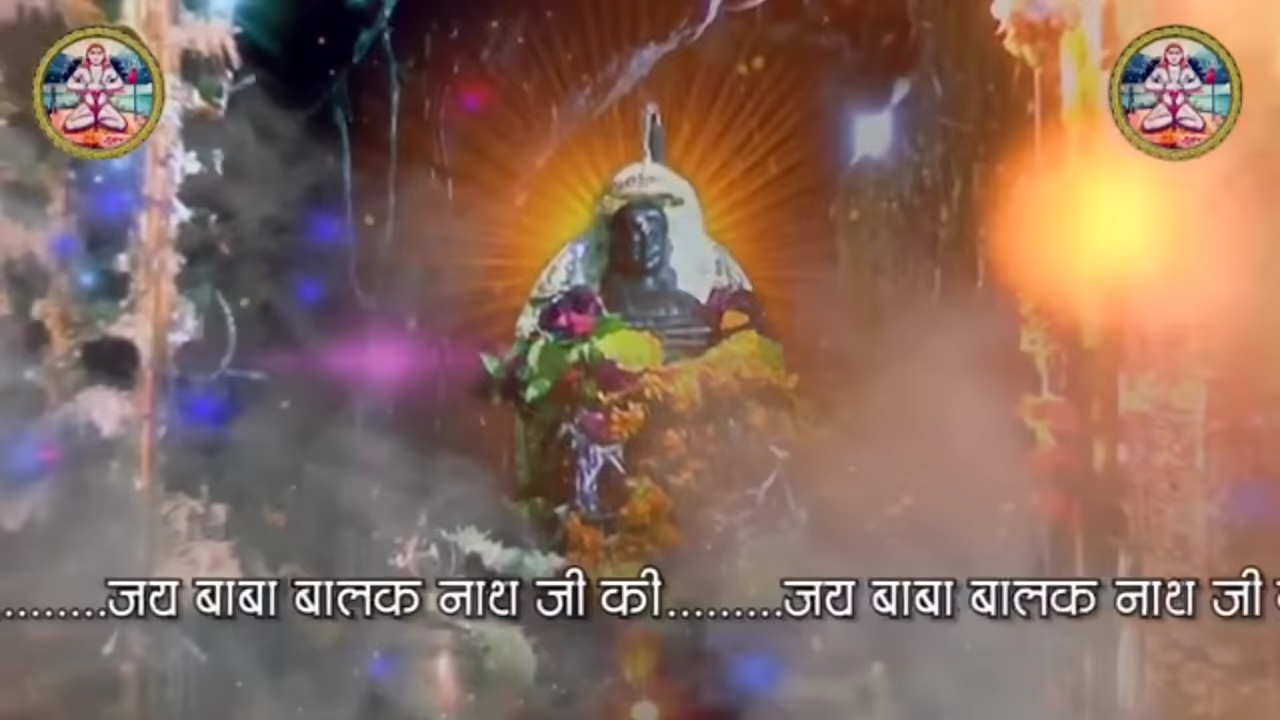 ........जय बाबा बालक नाथ जी की.........जय बाबा बालक नाथ जी